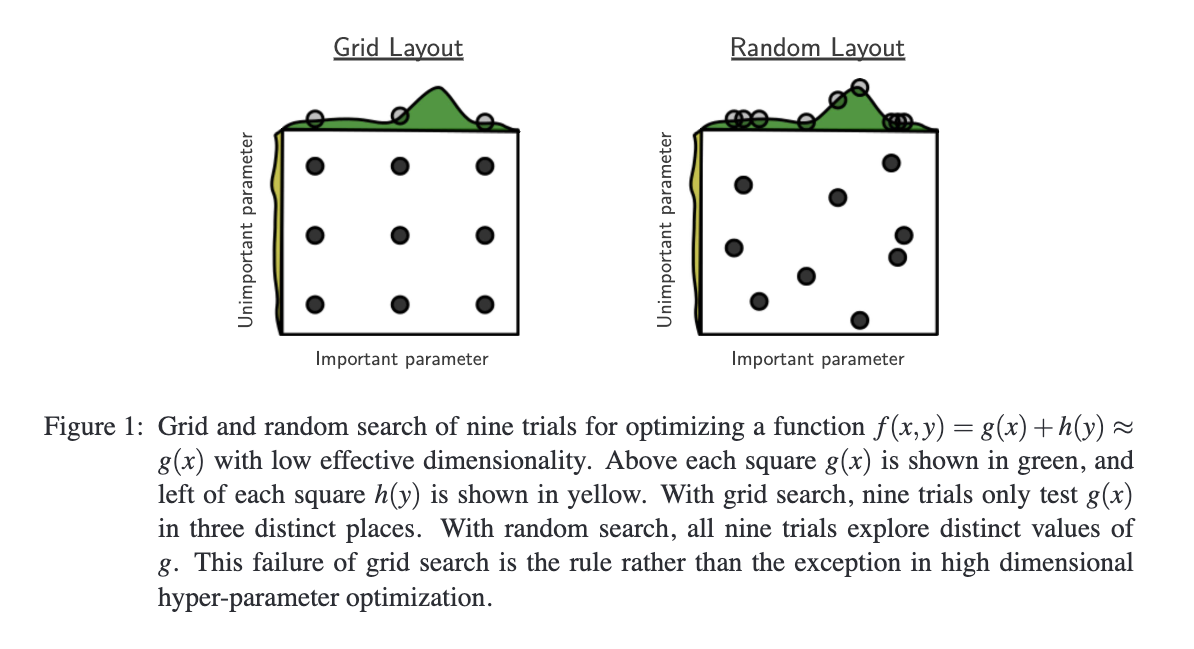 Grid Layout
Unimportant parameter
Important parameter
Random Layout
Unimportant parameter
Important parameter
Figure 1: Grid and random search of nine trials for optimizing a function f(x,y) = g(x) + h(y) ≈
g(x) with low effective dimensionality. Above each square g(x) is shown in green, and
left of each square h(y) is shown in yellow. With grid search, nine trials only test g(x)
in three distinct places. With random search, all nine trials explore distinct values of
g. This failure of grid search is the rule rather than the exception in high dimensional
hyper-parameter optimization.